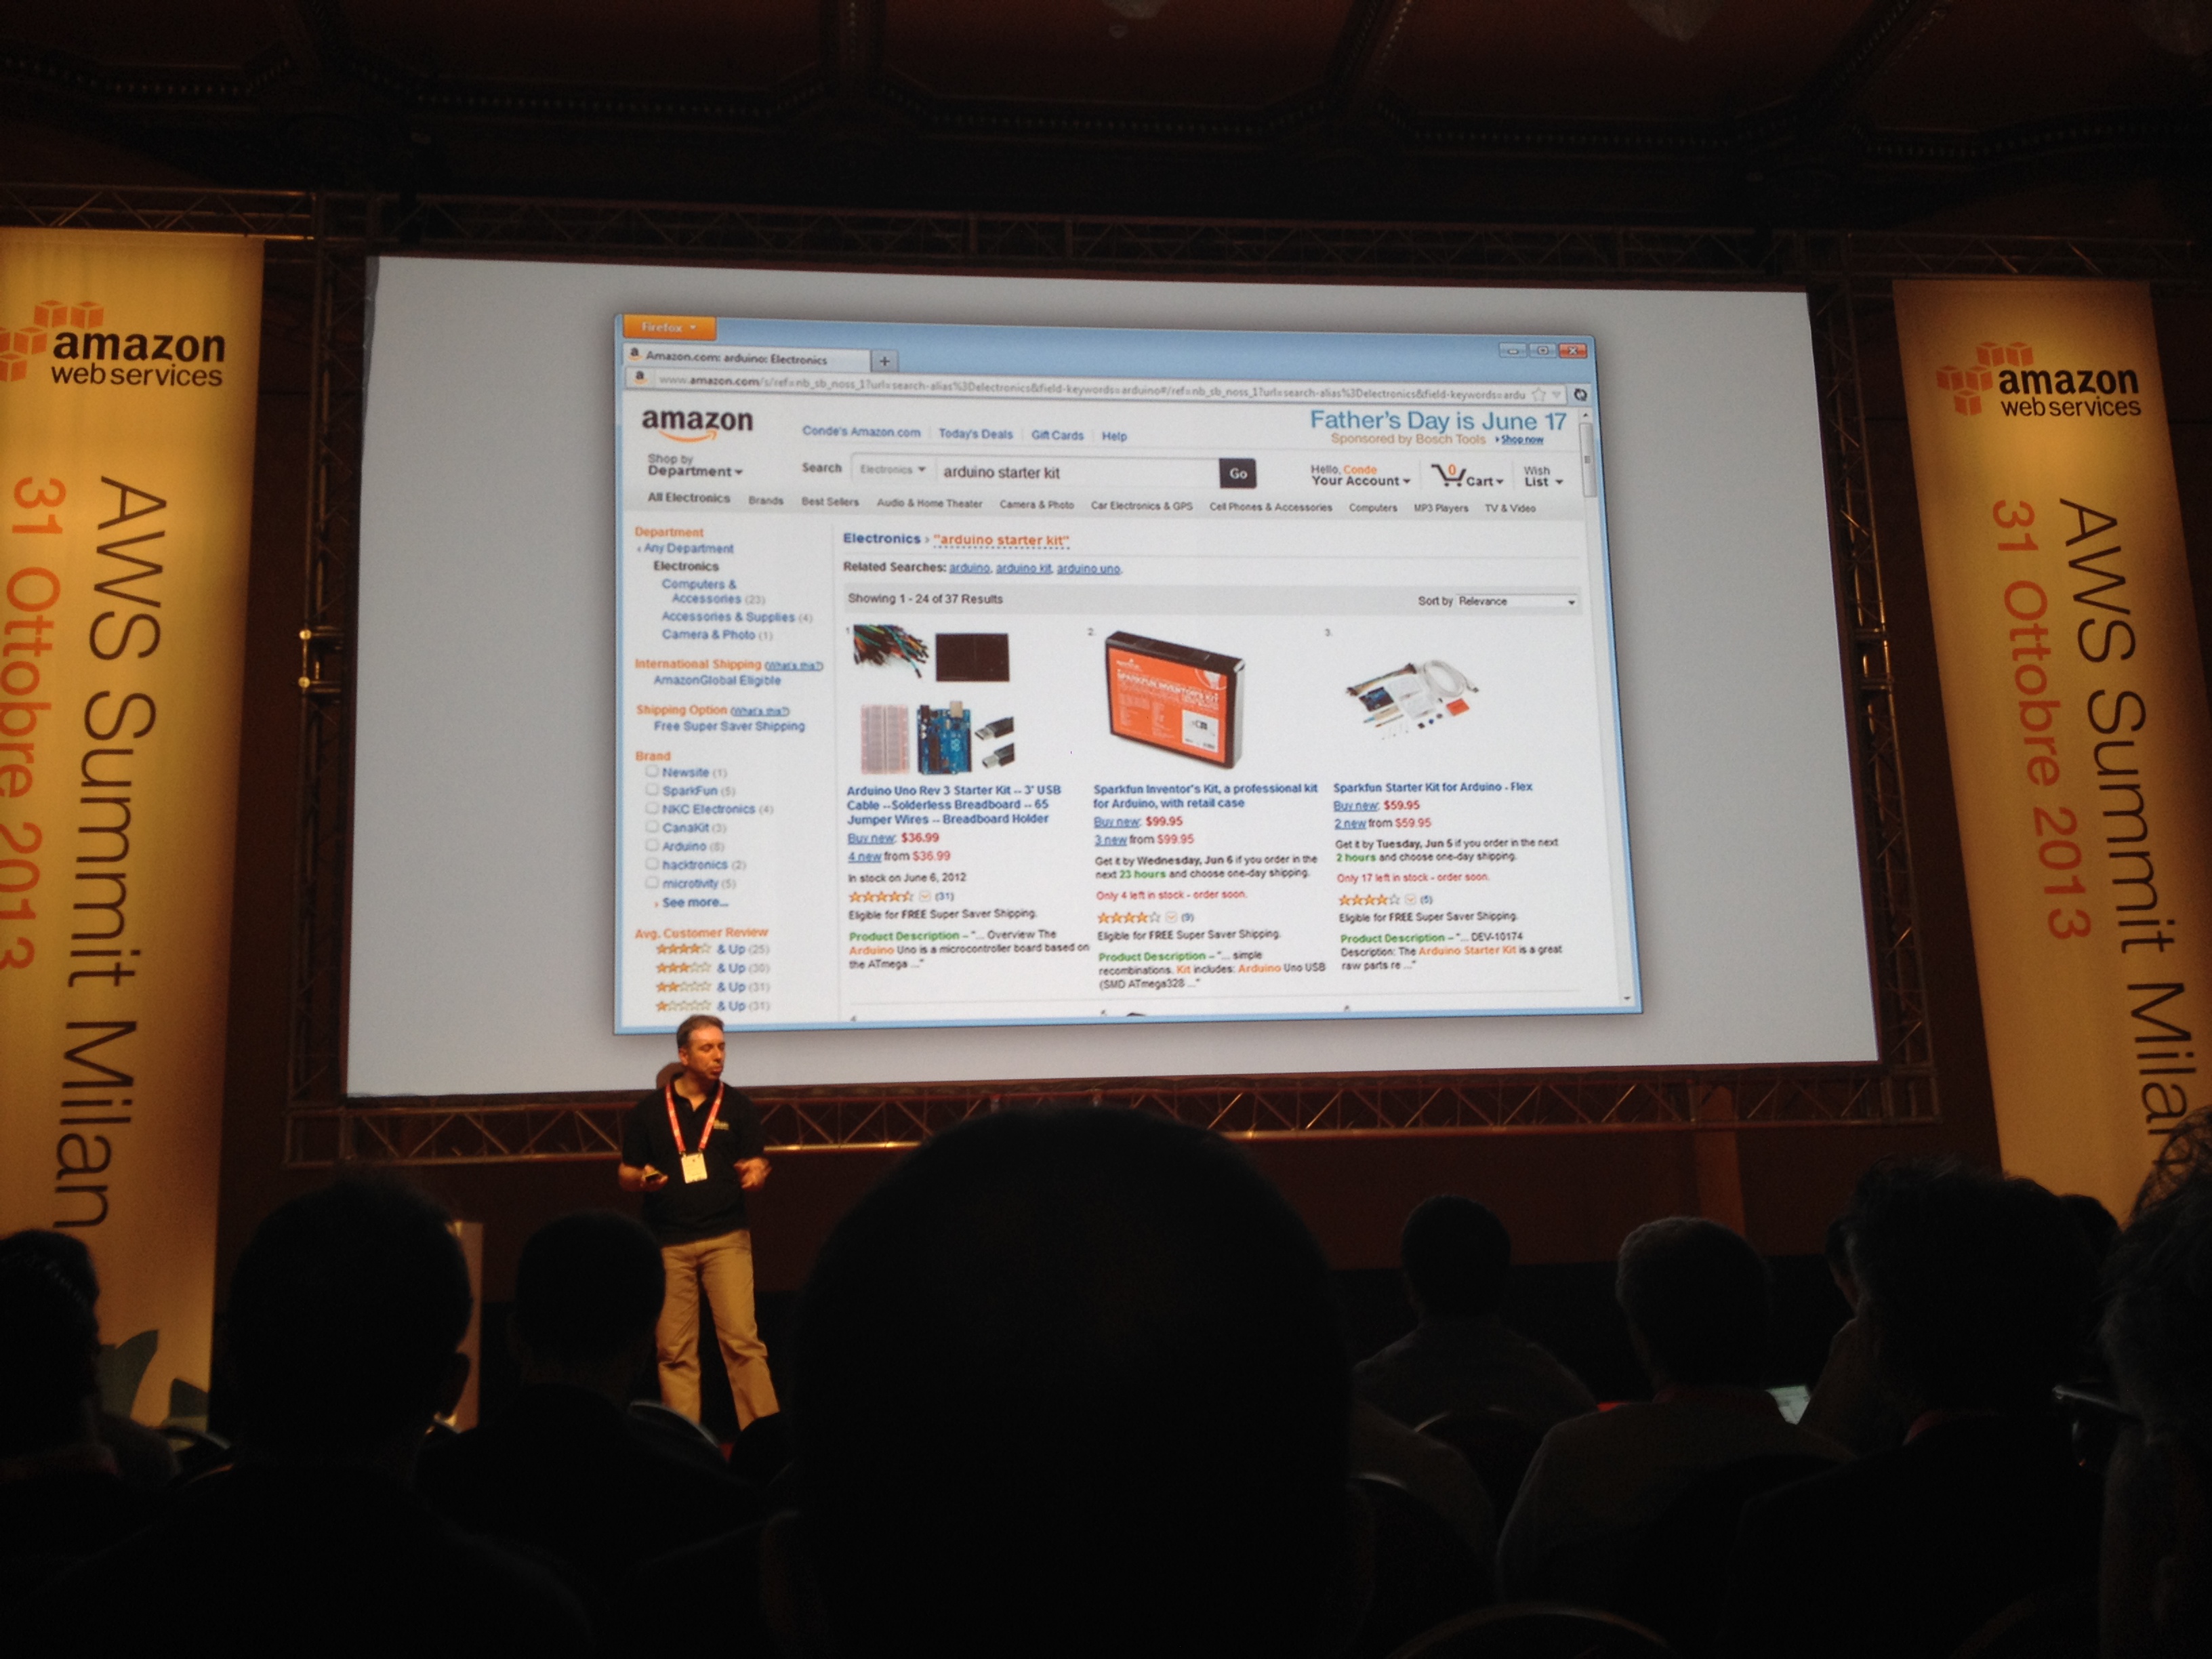 amazon
web services
AWS Summit Milan
31 Ottobre 2013
Firefox
Amazon.com: arduino: Electronics
www.amazon.com/s/ref=nb_sb_noss_1?url=search-alias%3Delectronics&field-keywords=arduino#/ref=nb_sb_noss_1?url=search-alias%3Delectronics&field-keywords=ardu
amazon
Conde's Amazon.com Today's Deals Gift Cards Help
Father's Day is June 17
Sponsored by Bosch Tools Shop now
Shop by
Department
Search Electronics arduino starter kit Go
Hello, Conde
Your Account
0 Cart
Wish
List
All Electronics Brands Best Sellers Audio & Home Theater Camera & Photo Car Electronics & GPS Cell Phones & Accessories Computers MP3 Players TV & Video
Department
‹ Any Department
Electronics
Computers &
Accessories (23)
Accessories & Supplies (4)
Camera & Photo (1)
International Shipping (What's this?)
AmazonGlobal Eligible
Shipping Option (What's this?)
Free Super Saver Shipping
Brand
Newsite (1)
SparkFun (5)
NKC Electronics (4)
CanaKit (3)
Arduino (8)
hacktronics (2)
microtivity (5)
› See more...
Avg. Customer Review
& Up (25)
& Up (30)
& Up (31)
& Up (31)
Electronics › "arduino starter kit"
Related Searches: arduino, arduino kit, arduino uno.
Showing 1 - 24 of 37 Results
Sort by Relevance
1.
Arduino Uno Rev 3 Starter Kit -- 3' USB
Cable -- Solderless Breadboard -- 65
Jumper Wires -- Breadboard Holder
Buy new: $36.99
4 new from $36.99
In stock on June 6, 2012
(31)
Eligible for FREE Super Saver Shipping.
Product Description – "... Overview The
Arduino Uno is a microcontroller board based on
the ATmega ..."
2.
SPARKFUN INVENTOR'S KIT
Sparkfun Inventor's Kit, a professional kit
for Arduino, with retail case
Buy new: $99.95
3 new from $99.95
Get it by Wednesday, Jun 6 if you order in the
next 23 hours and choose one-day shipping.
Only 4 left in stock - order soon.
(9)
Eligible for FREE Super Saver Shipping.
Product Description – "... simple
recombinations. Kit includes: Arduino Uno USB
(SMD ATmega328 ..."
3.
Sparkfun Starter Kit for Arduino - Flex
Buy new: $59.95
2 new from $59.95
Get it by Tuesday, Jun 5 if you order in the next
2 hours and choose one-day shipping.
Only 17 left in stock - order soon.
(5)
Eligible for FREE Super Saver Shipping.
Product Description – "... DEV-10174
Description: The Arduino Starter Kit is a great
raw parts re ..."
amazon
web services
AWS Summit Milan
31 Ottobre 2013